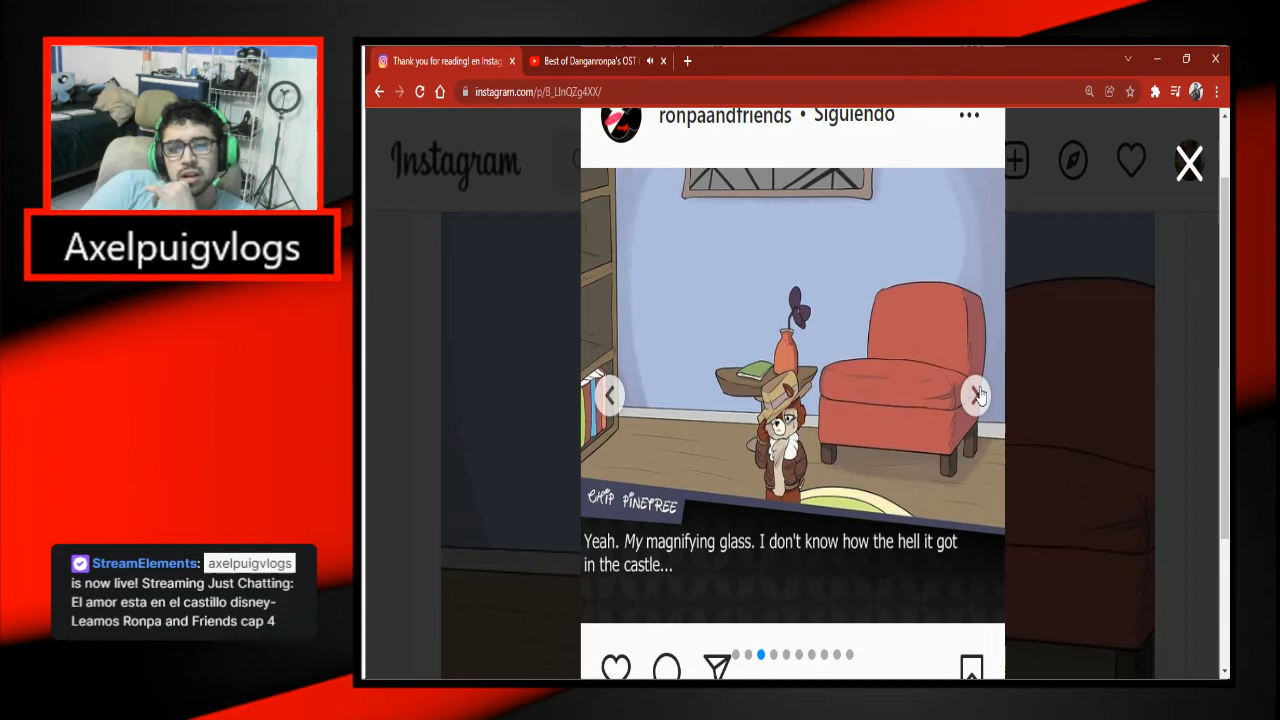 Thank you for reading! en Instag
Best of Danganronpa's OST
instagram.com/p/B_LlnQZg4XX/
ronpaandfriends • Siguiendo
Instagram
Axelpuigvlogs
CHIP PINETREE
Yeah. My magnifying glass. I don't know how the hell it got
in the castle...
StreamElements: axelpuigvlogs
is now live! Streaming Just Chatting:
El amor esta en el castillo disney-
Leamos Ronpa and Friends cap 4